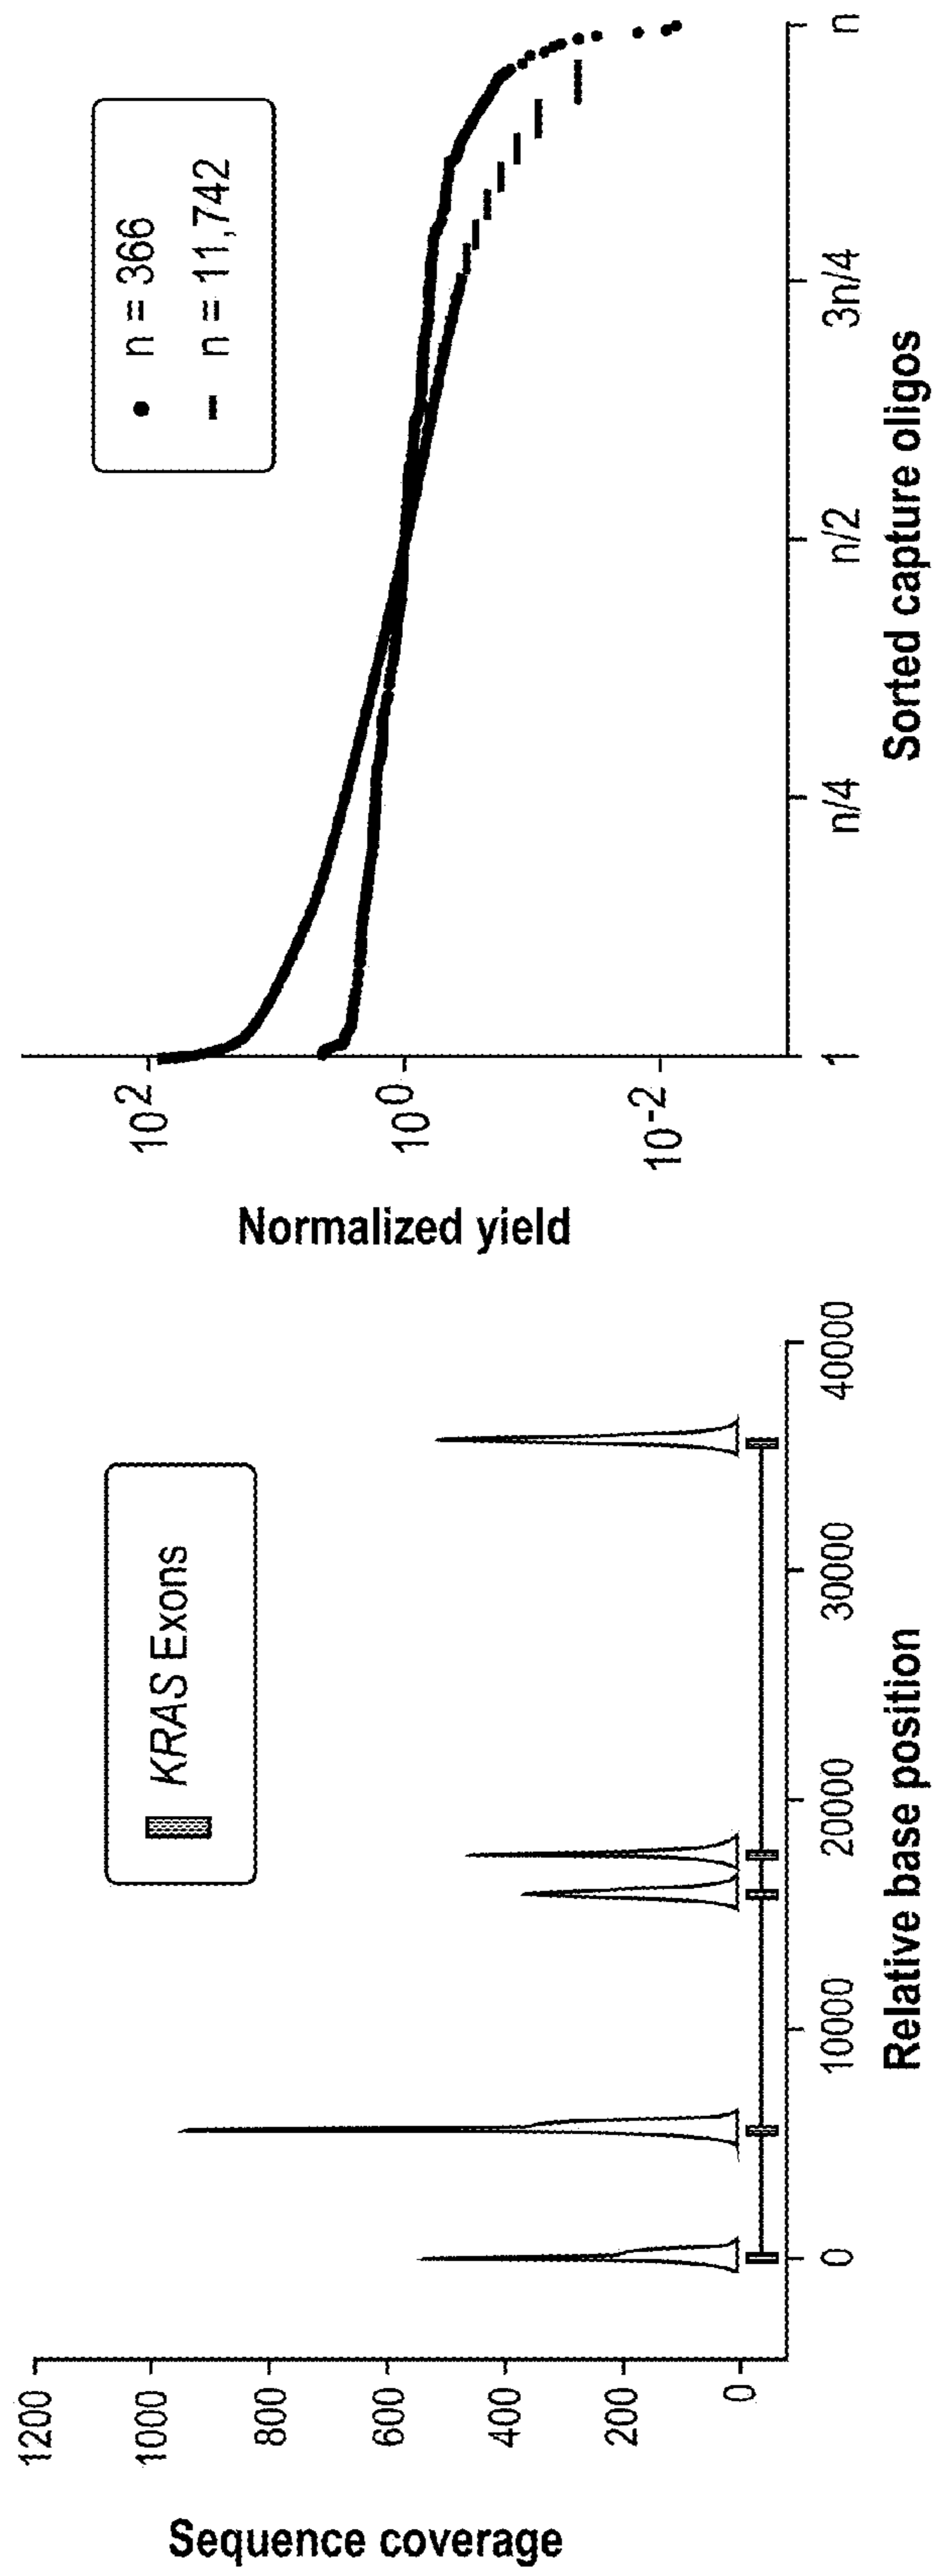 Sequence coverage
1200
1000
800
600
400
200
0
KRAS Exons
0
10000
20000
30000
40000
Relative base position
Normalized yield
10^2
10^0
10^-2
n = 366
n = 11,742
1
n/4
n/2
3n/4
n
Sorted capture oligos